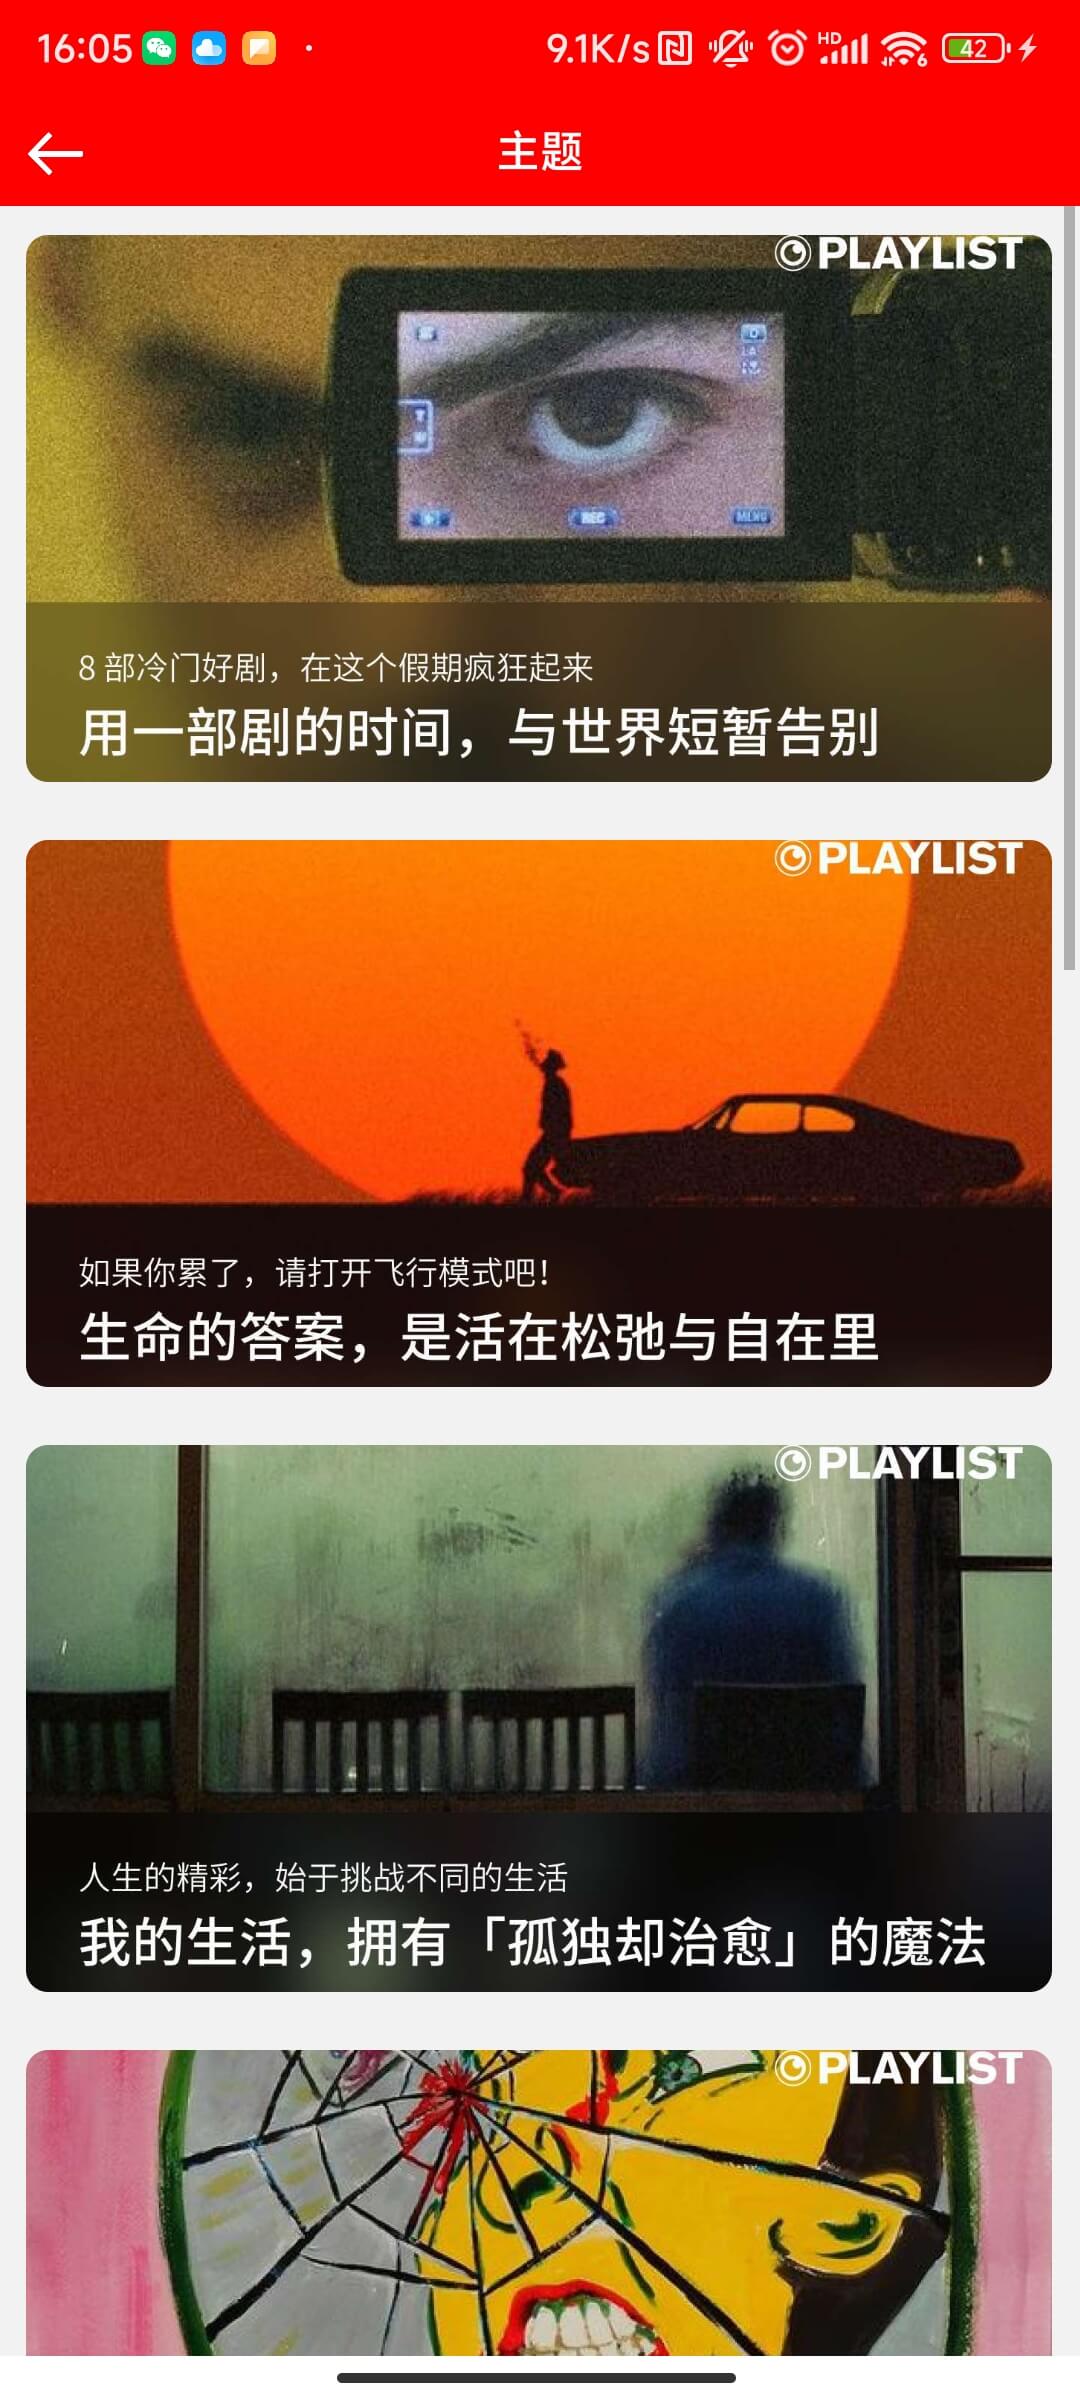 16:05
9.1K/s
HD
6
42
主题
PLAYLIST
REC
MENU
8 部冷门好剧，在这个假期疯狂起来
用一部剧的时间，与世界短暂告别
PLAYLIST
如果你累了，请打开飞行模式吧！
生命的答案，是活在松弛与自在里
PLAYLIST
人生的精彩，始于挑战不同的生活
我的生活，拥有「孤独却治愈」的魔法
PLAYLIST